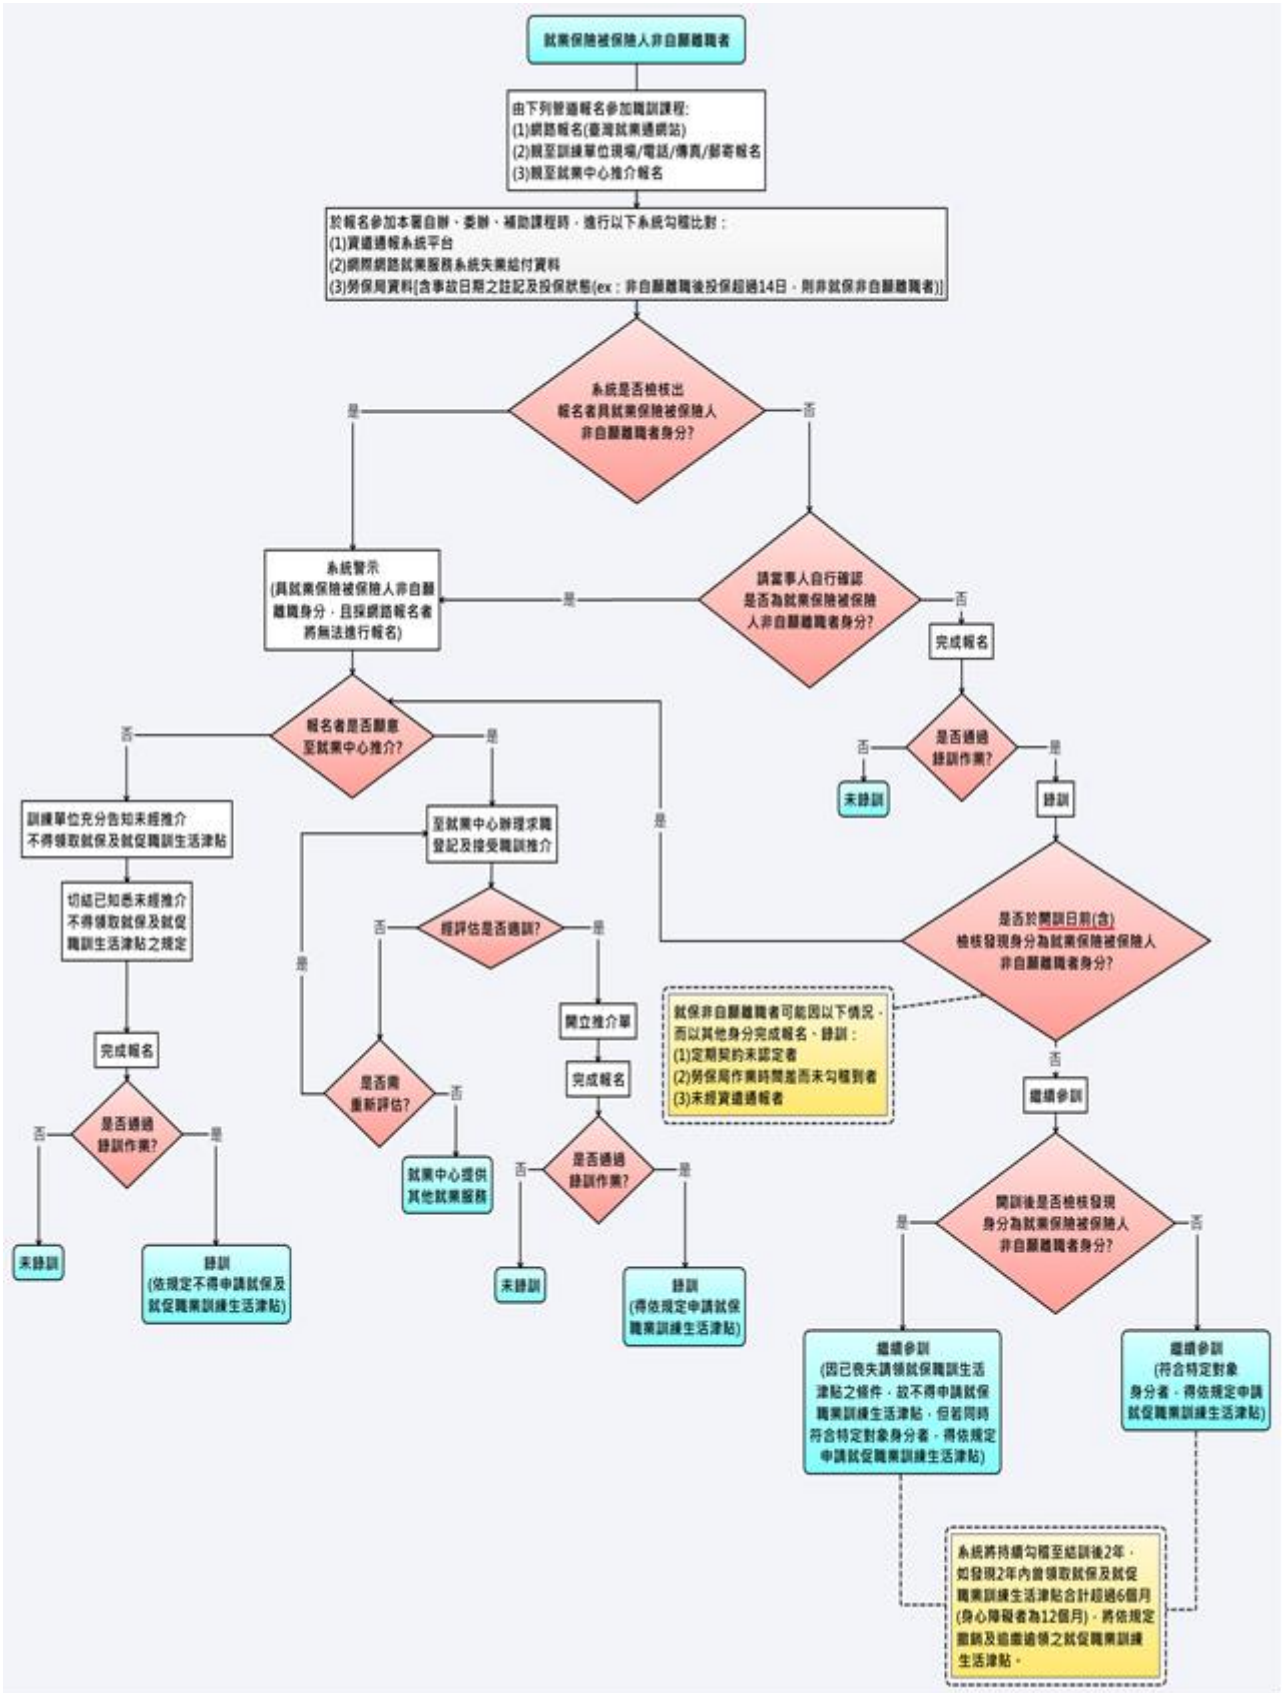 就業保險被保險人非自願離職者
由下列管道報名參加職訓課程:
(1)網路報名(臺灣就業通網站)
(2)親至訓練單位現場/電話/傳真/郵寄報名
(3)親至就業中心推介報名
於報名參加本署自辦、委辦、補助課程時，進行以下系統勾稽比對：
(1)資遣通報系統平台
(2)網際網路就業服務系統失業給付資料
(3)勞保局資料[含事故日期之註記及投保狀態(ex：非自願離職後投保超過14日，則非就保非自願離職者)]
系統是否檢核出
報名者具就業保險被保險人
非自願離職者身分?
是
否
系統警示
(具就業保險被保險人非自願
離職身分，且採網路報名者
將無法進行報名)
是
請當事人自行確認
是否為就業保險被保險
人非自願離職者身分?
否
完成報名
報名者是否願意
至就業中心推介?
否
是
是否通過
錄訓作業?
否
是
未錄訓
錄訓
訓練單位充分告知未經推介
不得領取就保及就促職訓生活津貼
至就業中心辦理求職
登記及接受職訓推介
是
切結已知悉未經推介
不得領取就保及就促
職訓生活津貼之規定
經評估是否適訓?
否
是
是否於開訓日前(含)
檢核發現身分為就業保險被保險人
非自願離職者身分?
是
開立推介單
就保非自願離職者可能因以下情況，
而以其他身分完成報名、錄訓：
(1)定期契約未認定者
(2)勞保局作業時間差而未勾稽到者
(3)未經資遣通報者
否
完成報名
完成報名
是否需
重新評估?
否
繼續參訓
是否通過
錄訓作業?
否
是
就業中心提供
其他就業服務
是否通過
錄訓作業?
否
是
開訓後是否檢核發現
身分為就業保險被保險人
非自願離職者身分?
是
否
未錄訓
錄訓
(依規定不得申請就保及
就促職業訓練生活津貼)
未錄訓
錄訓
(得依規定申請就保
職業訓練生活津貼)
繼續參訓
(因已喪失請領就保職訓生活
津貼之條件，故不得申請就保
職業訓練生活津貼，但若同時
符合特定對象身分者，得依規定
申請就促職業訓練生活津貼)
繼續參訓
(符合特定對象
身分者，得依規定申請
就促職業訓練生活津貼)
系統將持續勾稽至結訓後2年，
如發現2年內曾領取就保及就促
職業訓練生活津貼合計超過6個月
(身心障礙者為12個月)，將依規定
撤銷及追繳逾領之就促職業訓練
生活津貼。